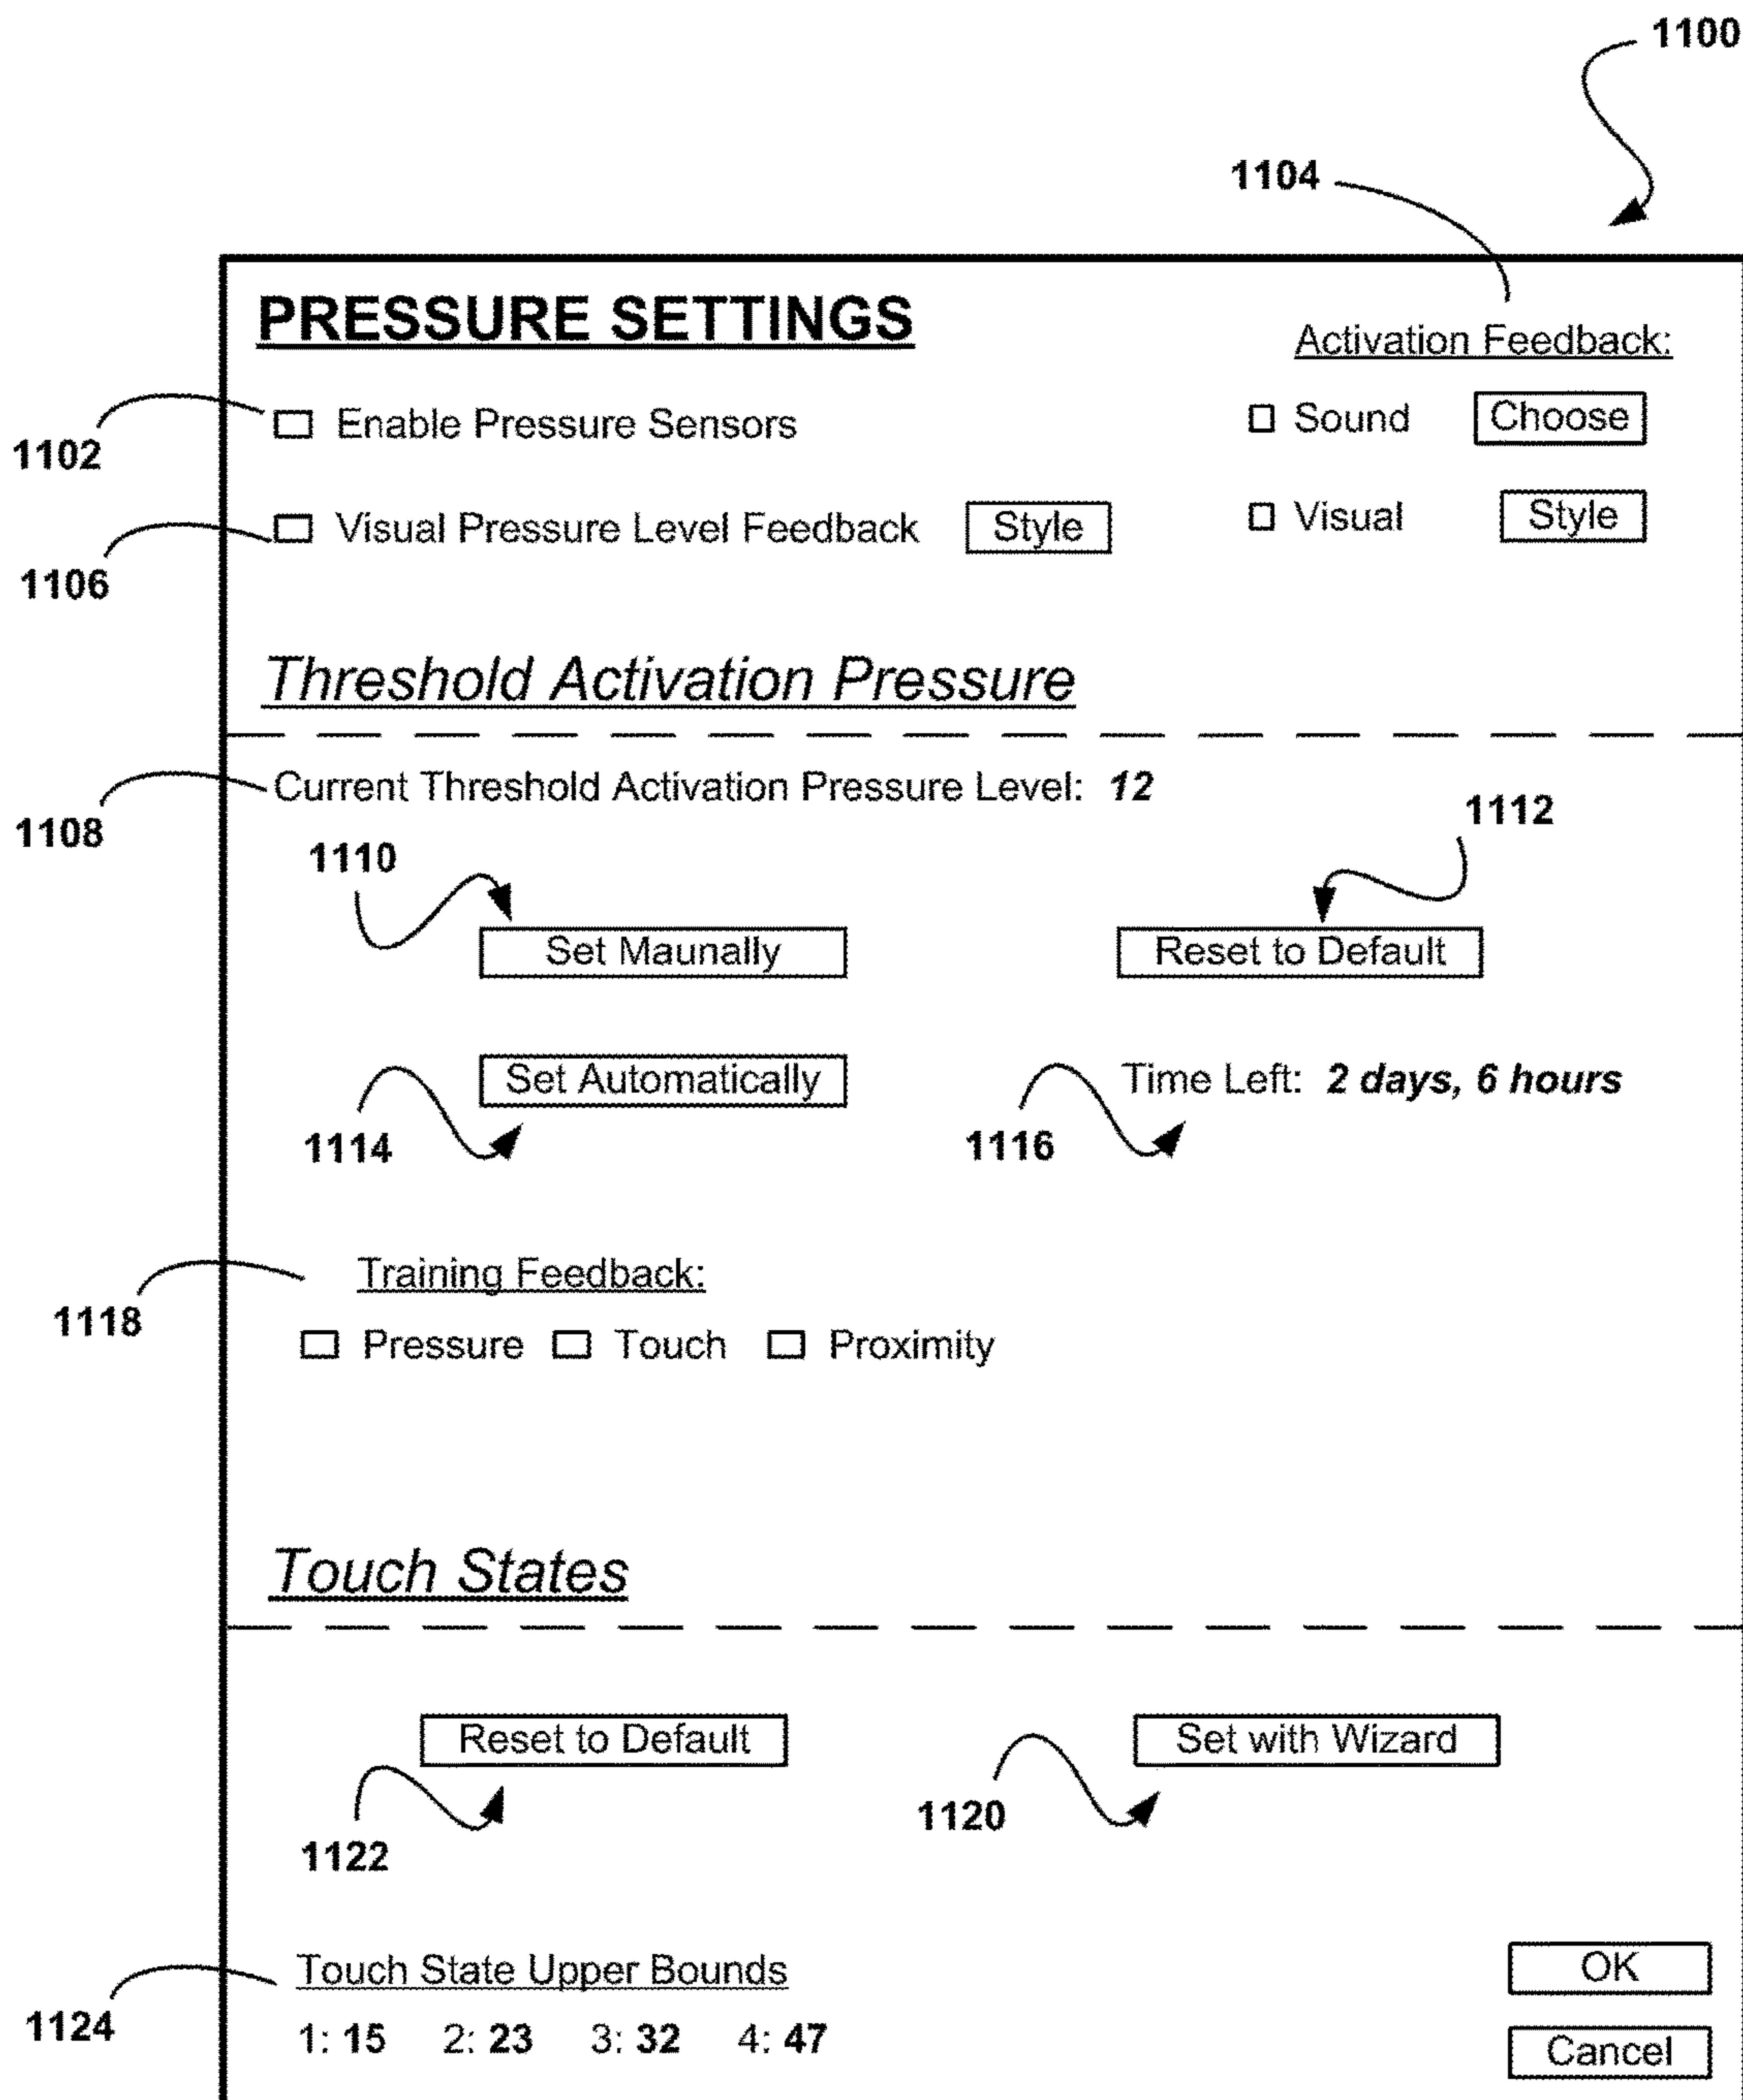 1100
1104
PRESSURE SETTINGS
Activation Feedback:
1102
Enable Pressure Sensors
Sound Choose
1106
Visual Pressure Level Feedback Style
Visual Style
Threshold Activation Pressure
1108
Current Threshold Activation Pressure Level: 12
1110
1112
Set Maunally
Reset to Default
1114
Set Automatically
1116
Time Left: 2 days, 6 hours
1118
Training Feedback:
Pressure Touch Proximity
Touch States
Reset to Default
Set with Wizard
1122
1120
1124
Touch State Upper Bounds
1: 15 2: 23 3: 32 4: 47
OK
Cancel